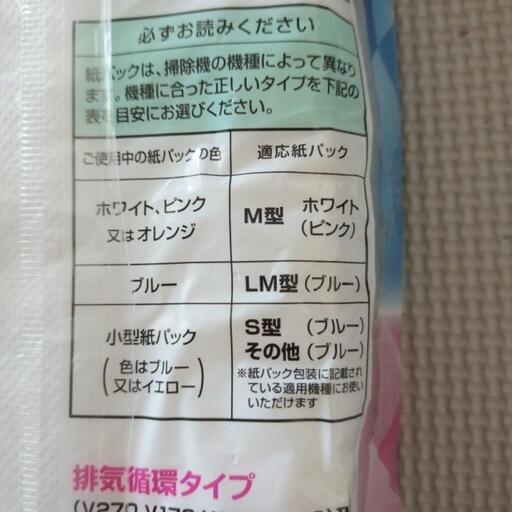 必ずお読みください
紙パックは、掃除機の機種によって異なり
ます。機種に合った正しいタイプを下記の
表を目安にお選びください。
ご使用中の紙パックの色 適応紙パック
ホワイト、ピンク
又はオレンジ
M型 ホワイト
(ピンク)
ブルー LM型(ブルー)
小型紙パック
(色はブルー
又はイエロー)
S型 (ブルー)
その他(ブルー)
※紙パック包装に記載され
ている適用機種にお使い
いただけます
排気循環タイプ
(V270